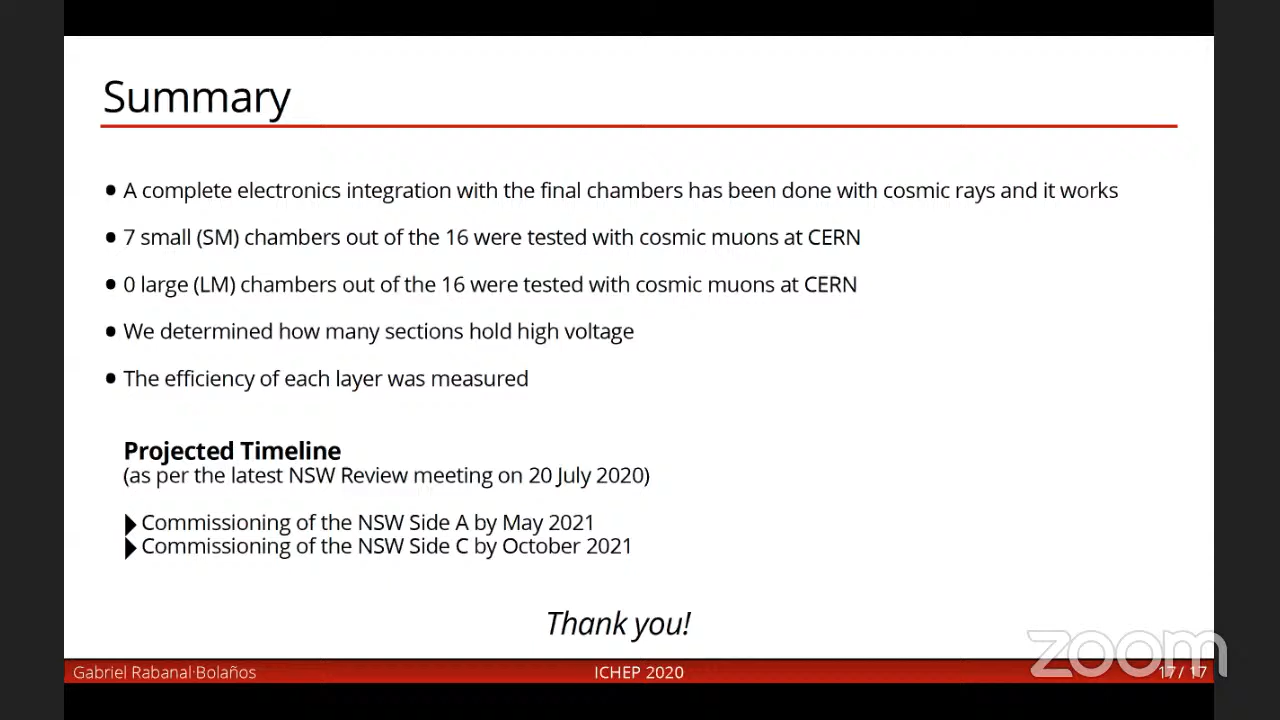 Summary
• A complete electronics integration with the final chambers has been done with cosmic rays and it works
• 7 small (SM) chambers out of the 16 were tested with cosmic muons at CERN
• 0 large (LM) chambers out of the 16 were tested with cosmic muons at CERN
• We determined how many sections hold high voltage
• The efficiency of each layer was measured
Projected Timeline
(as per the latest NSW Review meeting on 20 July 2020)
▶ Commissioning of the NSW Side A by May 2021
▶ Commissioning of the NSW Side C by October 2021
Thank you!
zoom
Gabriel Rabanal·Bolaños ICHEP 2020 17/ 17